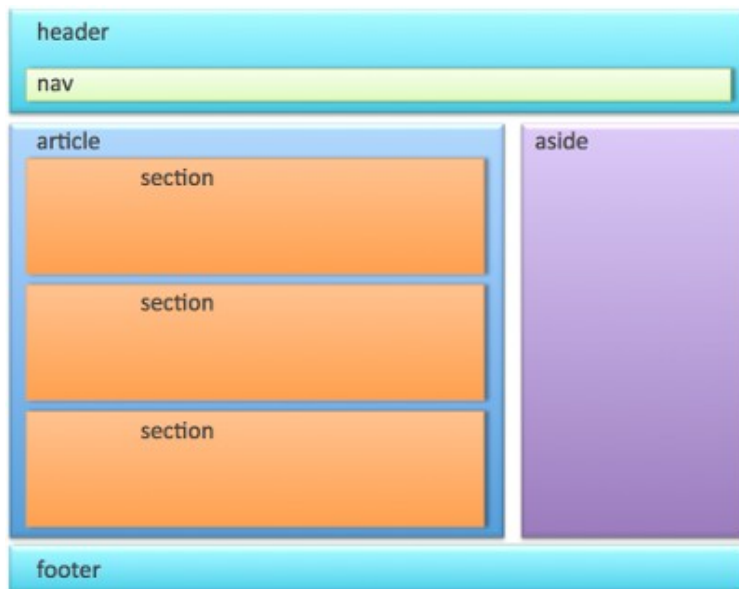 header
nav
article
section
section
section
aside
footer